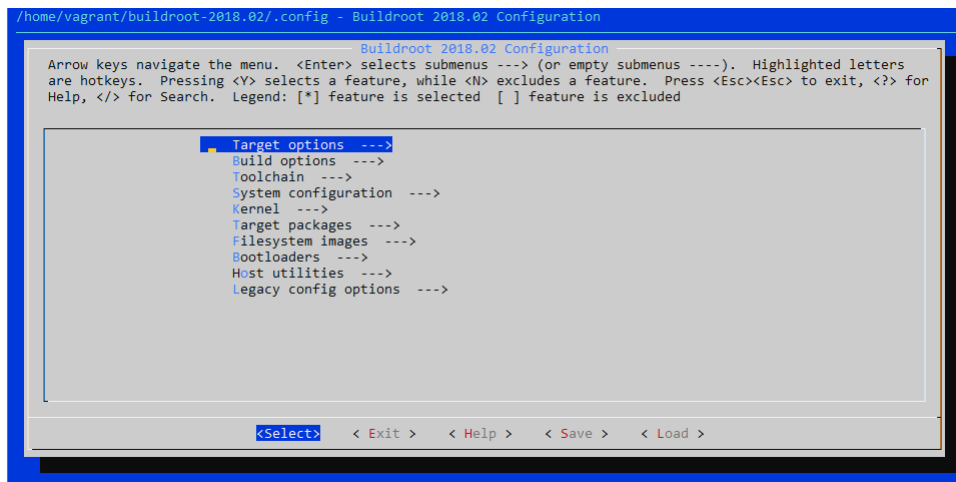 /home/vagrant/buildroot-2018.02/.config - Buildroot 2018.02 Configuration
Buildroot 2018.02 Configuration
Arrow keys navigate the menu.  <Enter> selects submenus ---> (or empty submenus ----).  Highlighted letters
are hotkeys.  Pressing <Y> selects a feature, while <N> excludes a feature.  Press <Esc><Esc> to exit, <?> for
Help, </> for Search.  Legend: [*] feature is selected  [ ] feature is excluded
Target options  --->
Build options  --->
Toolchain  --->
System configuration  --->
Kernel  --->
Target packages  --->
Filesystem images  --->
Bootloaders  --->
Host utilities  --->
Legacy config options  --->
<Select>    < Exit >    < Help >    < Save >    < Load >